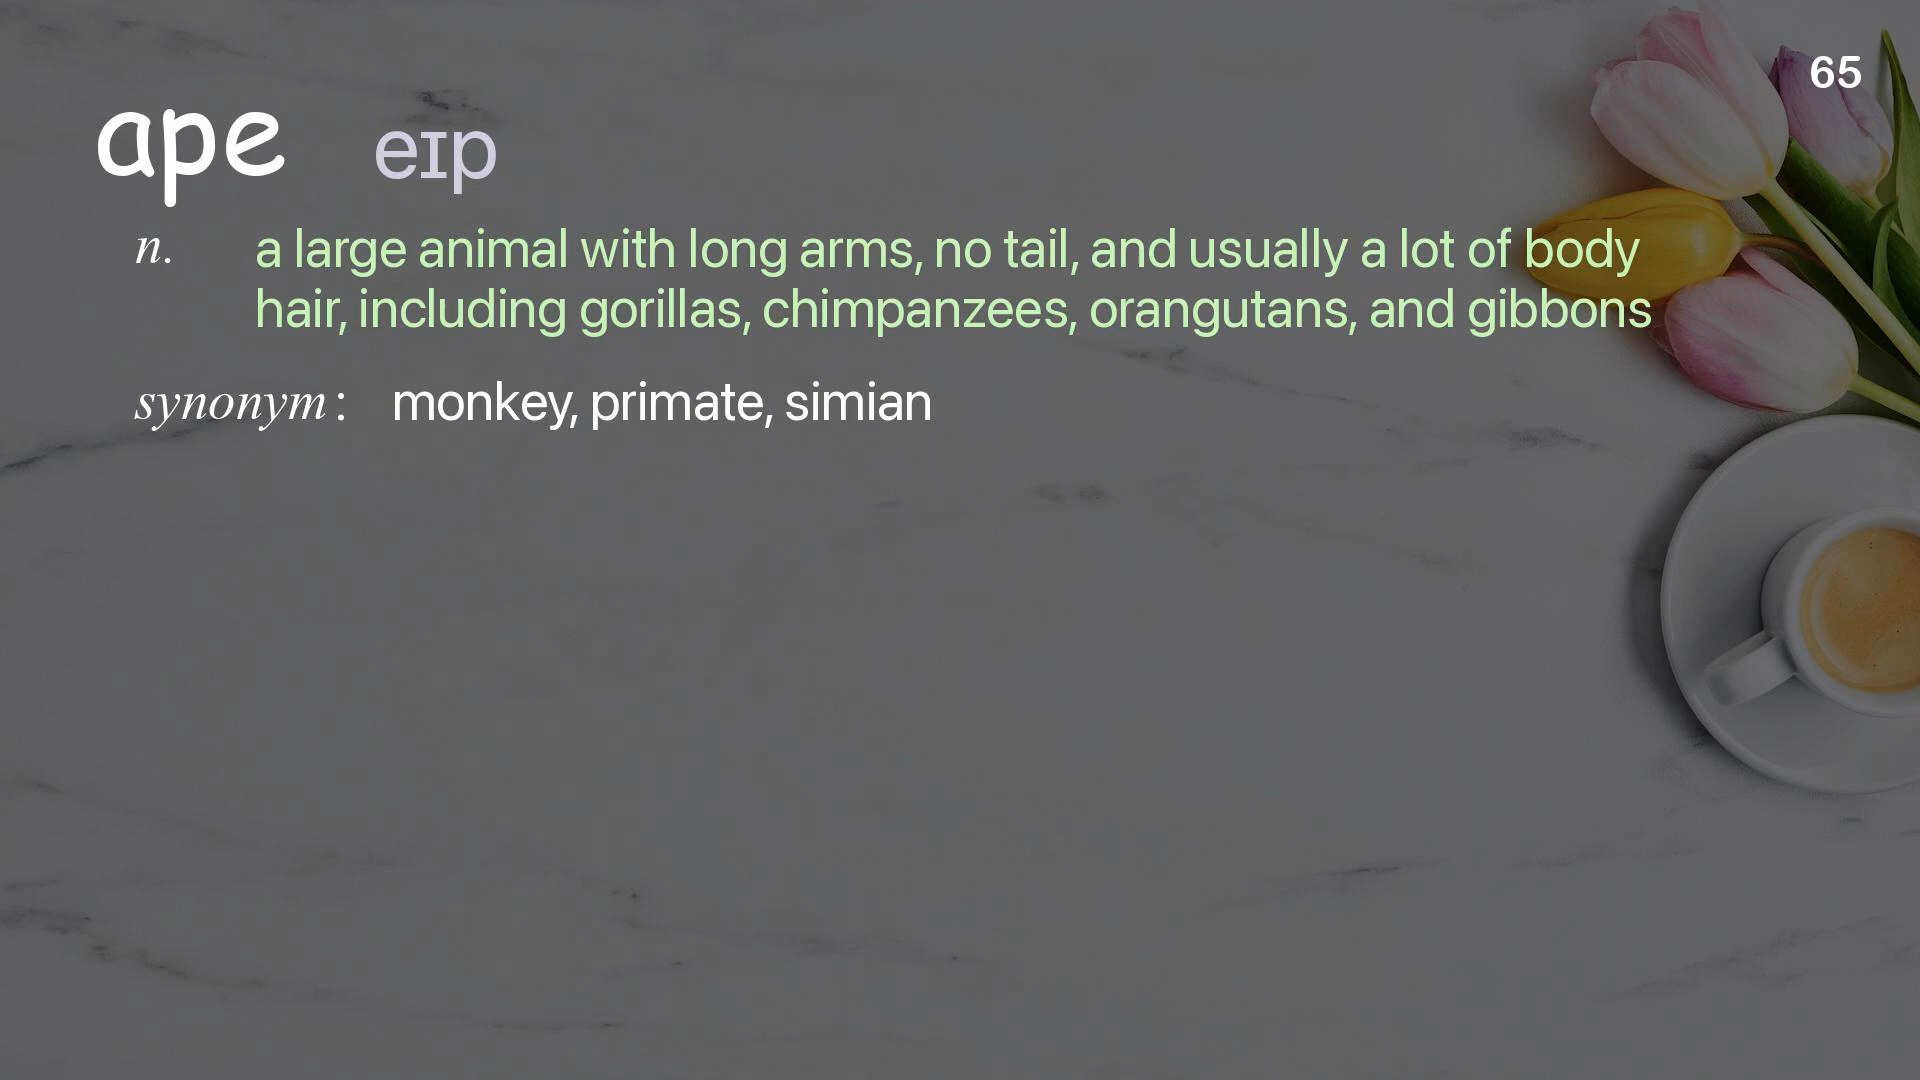 65
ape eɪp
n. a large animal with long arms, no tail, and usually a lot of body
hair, including gorillas, chimpanzees, orangutans, and gibbons
synonym: monkey, primate, simian